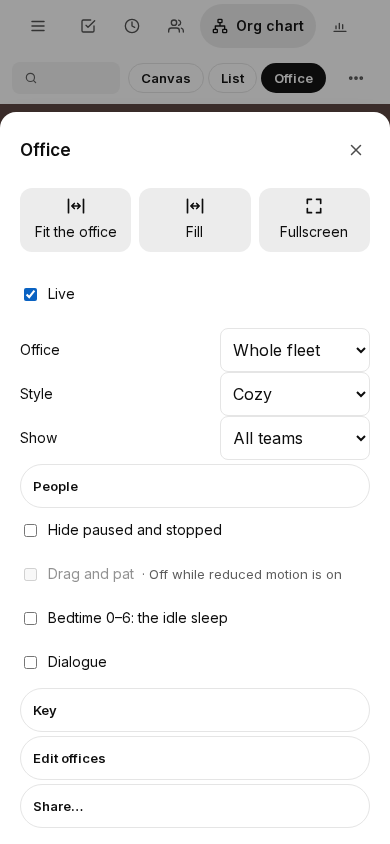 Org chart
Canvas
List
Office
Office
Fit the office
Fill
Fullscreen
Live
Office
Whole fleet
Style
Cozy
Show
All teams
People
Hide paused and stopped
Drag and pat · Off while reduced motion is on
Bedtime 0–6: the idle sleep
Dialogue
Key
Edit offices
Share...